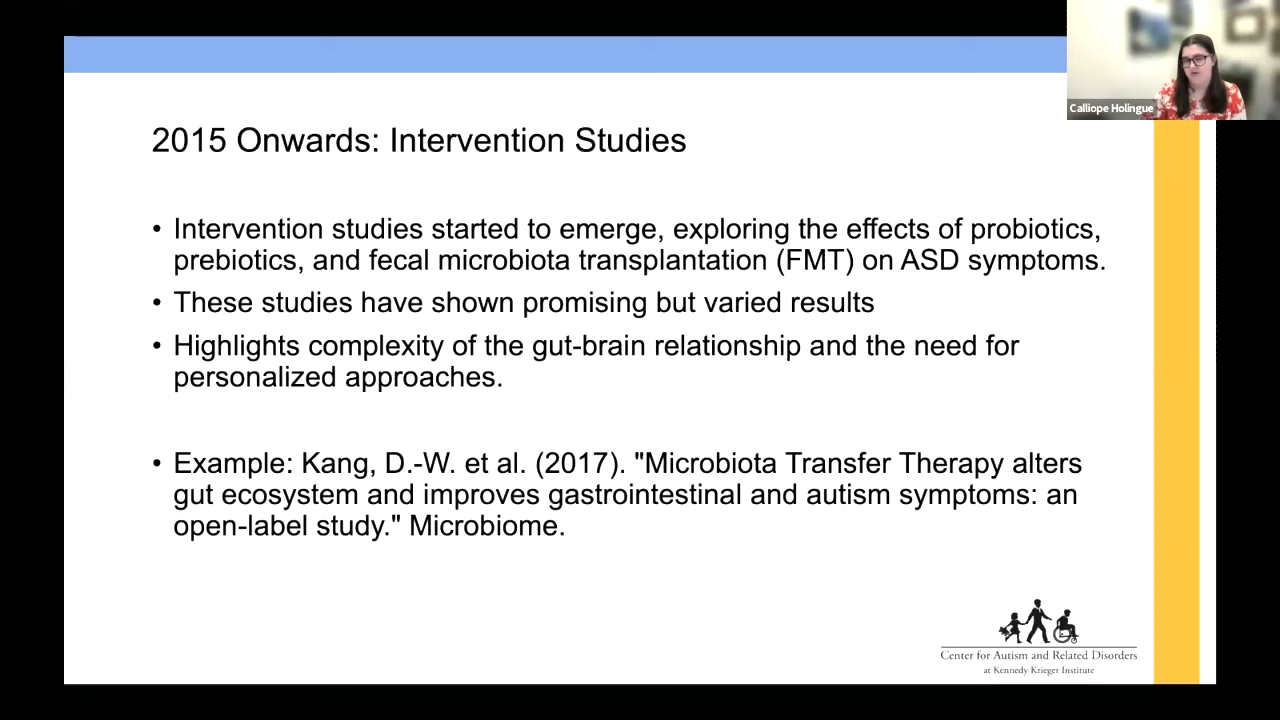 Calliope Holingue
2015 Onwards: Intervention Studies
• Intervention studies started to emerge, exploring the effects of probiotics,
prebiotics, and fecal microbiota transplantation (FMT) on ASD symptoms.
• These studies have shown promising but varied results
• Highlights complexity of the gut-brain relationship and the need for
personalized approaches.
• Example: Kang, D.-W. et al. (2017). "Microbiota Transfer Therapy alters
gut ecosystem and improves gastrointestinal and autism symptoms: an
open-label study." Microbiome.
Center for Autism and Related Disorders
at Kennedy Krieger Institute